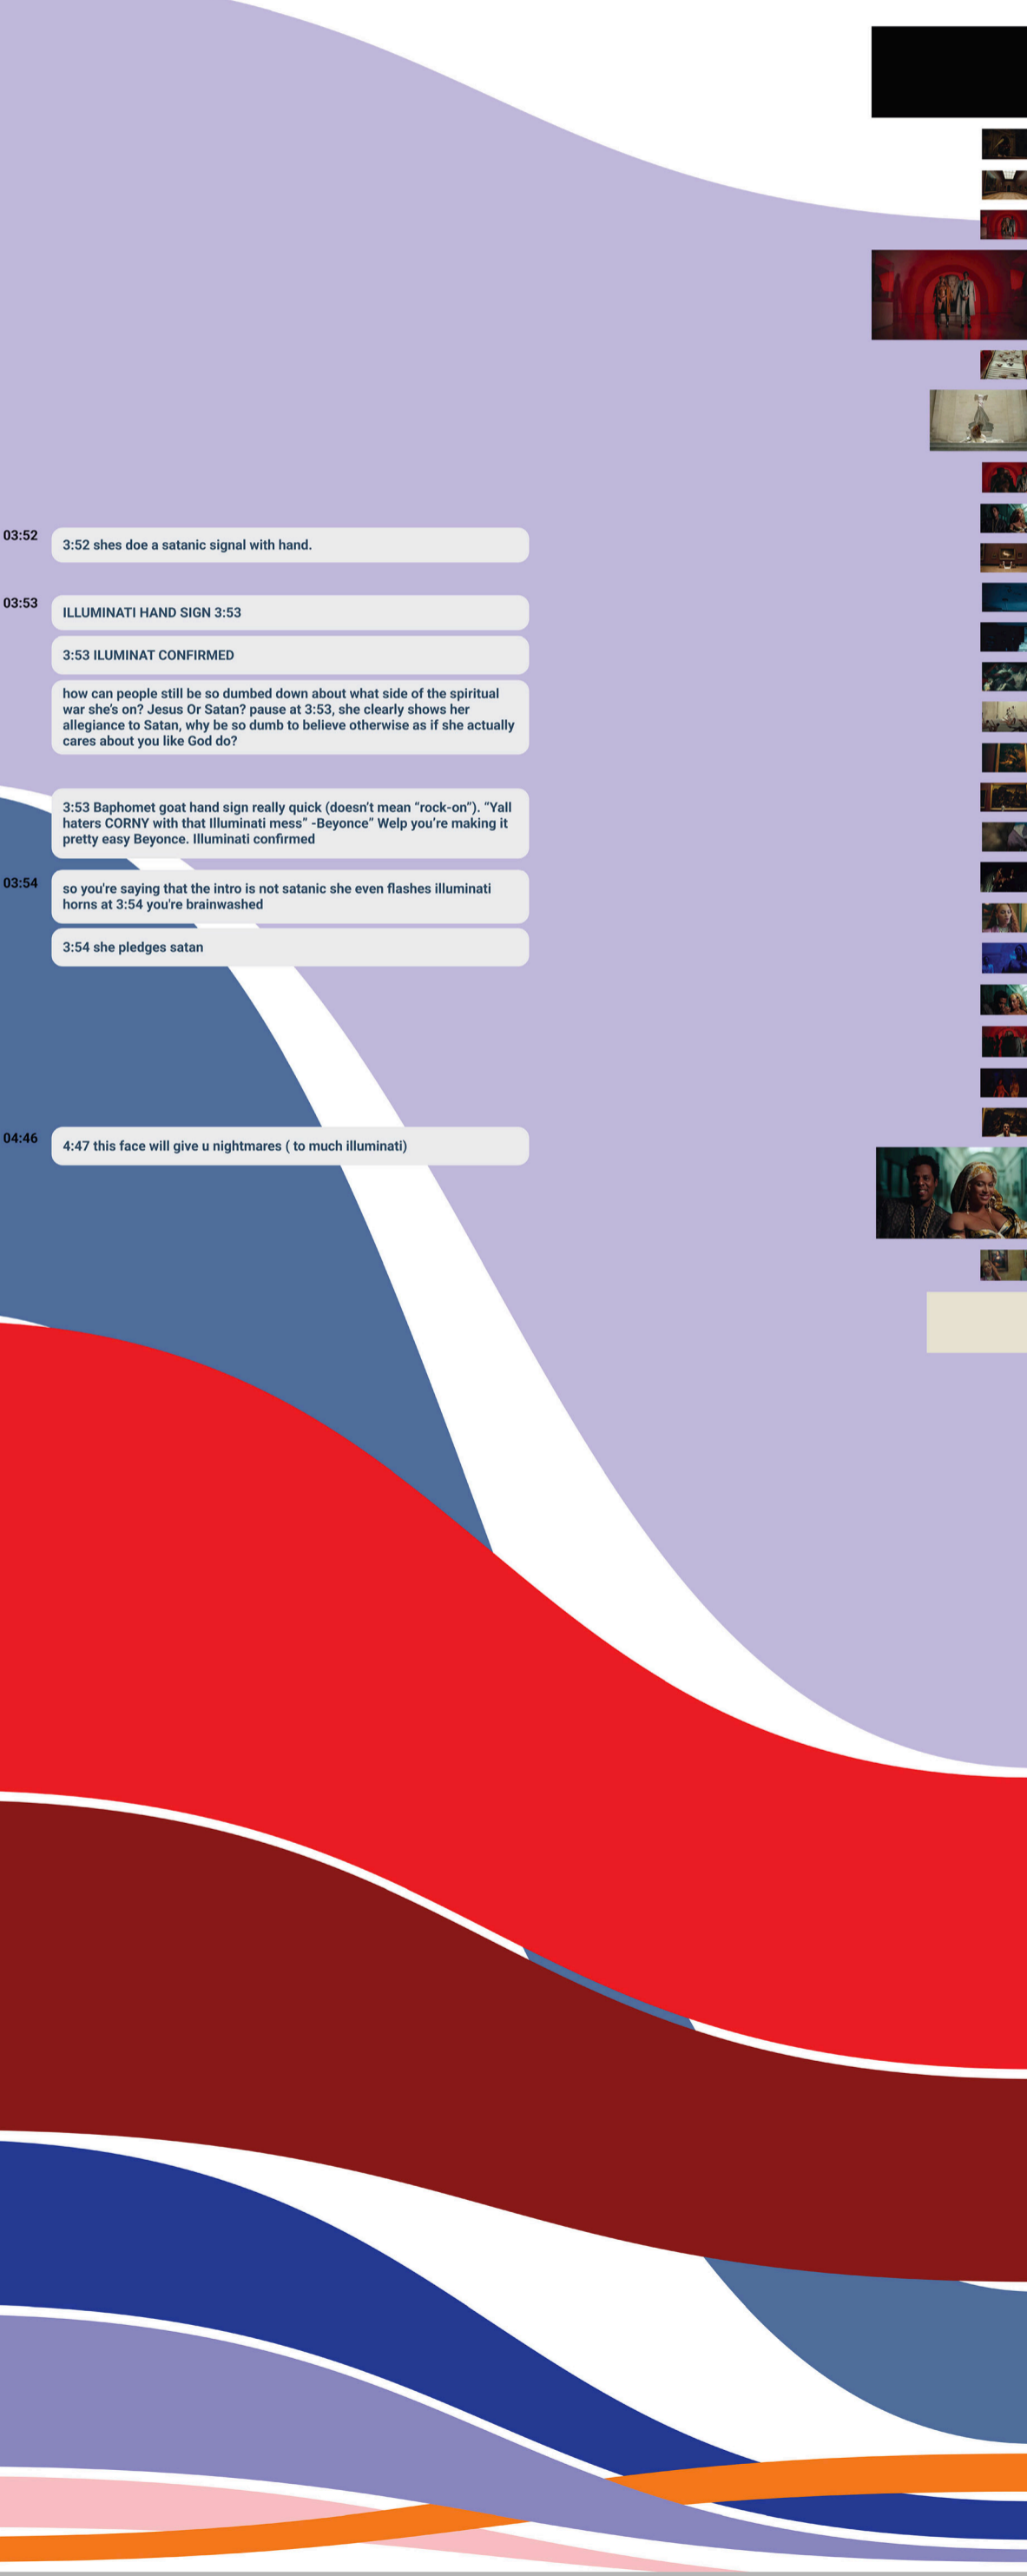 03:52
3:52 shes doe a satanic signal with hand.
03:53
ILLUMINATI HAND SIGN 3:53
3:53 ILUMINAT CONFIRMED
how can people still be so dumbed down about what side of the spiritual
war she's on? Jesus Or Satan? pause at 3:53, she clearly shows her
allegiance to Satan, why be so dumb to believe otherwise as if she actually
cares about you like God do?
3:53 Baphomet goat hand sign really quick (doesn't mean “rock-on”). “Yall
haters CORNY with that Illuminati mess” -Beyonce” Welp you're making it
pretty easy Beyonce. Illuminati confirmed
03:54
so you're saying that the intro is not satanic she even flashes illuminati
horns at 3:54 you're brainwashed
3:54 she pledges satan
04:46
4:47 this face will give u nightmares ( to much illuminati)